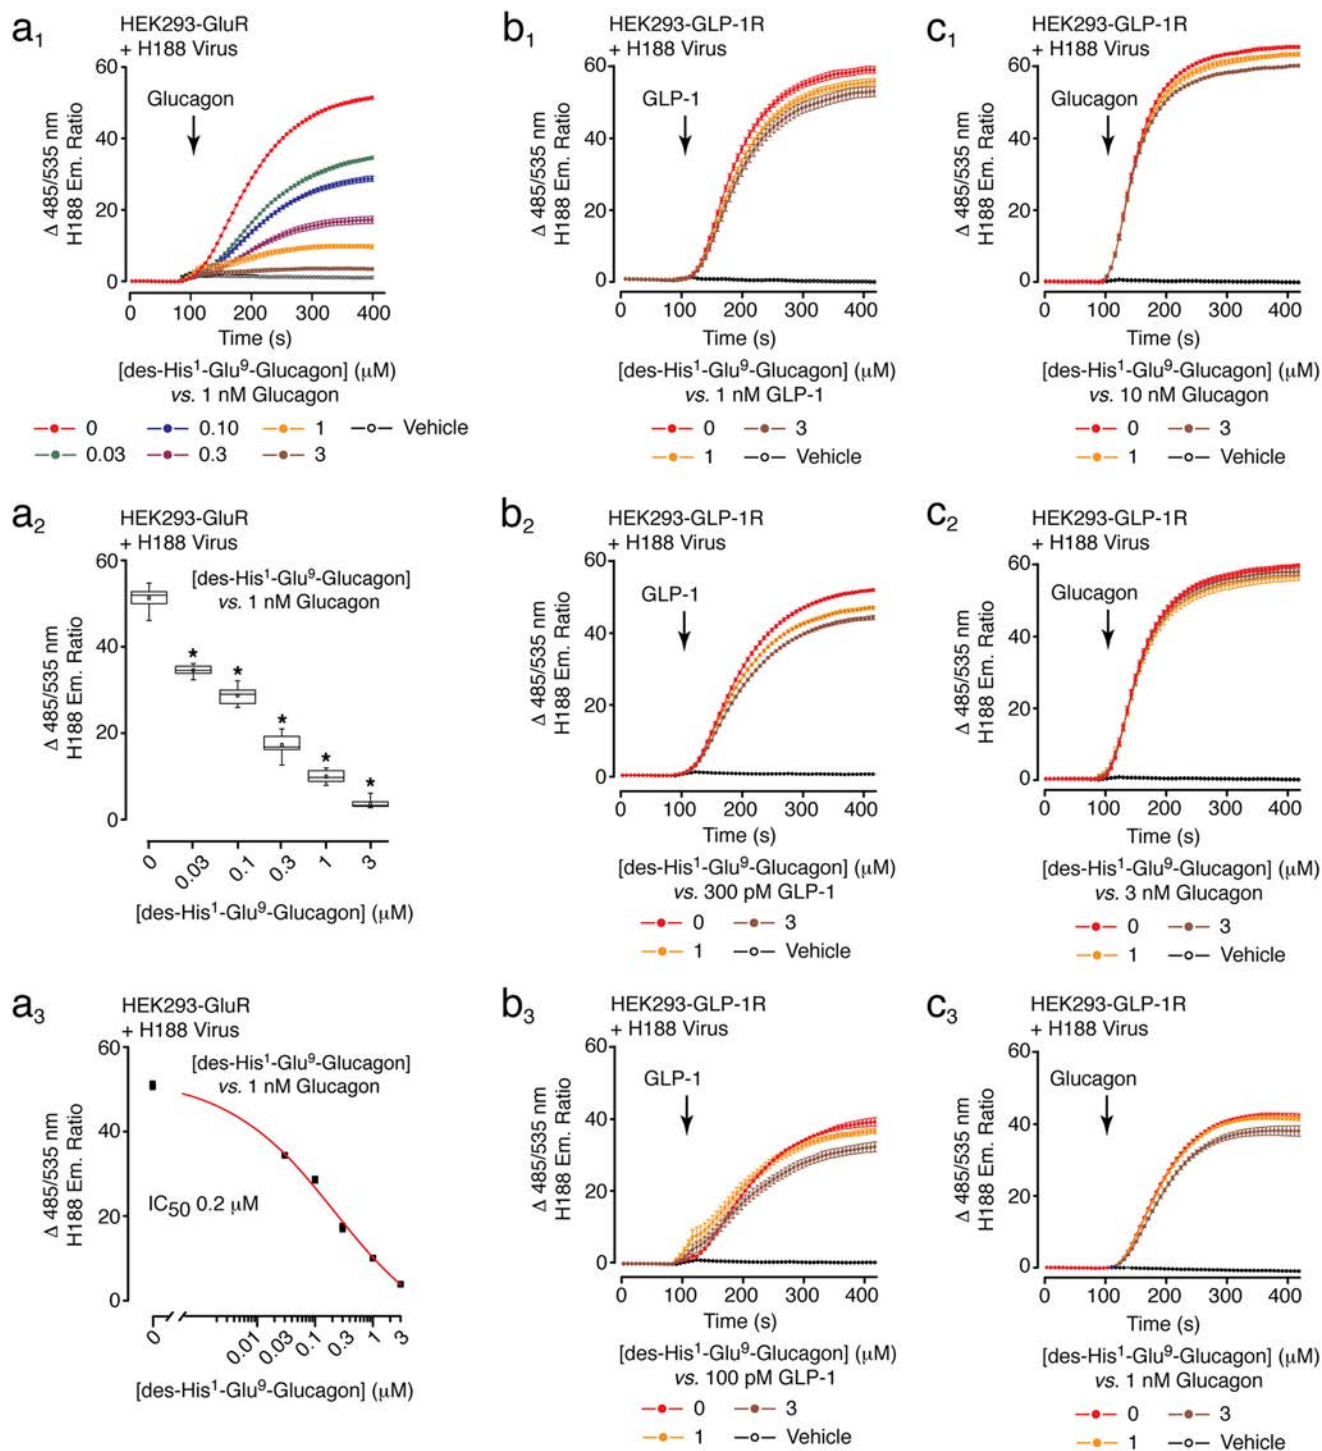 a1
HEK293-GluR
+ H188 Virus
Δ 485/535 nm
H188 Em. Ratio
60
40
20
0
Glucagon
0 100 200 300 400
Time (s)
[des-His1-Glu9-Glucagon] (μM)
vs. 1 nM Glucagon
0 0.10 1 Vehicle
0.03 0.3 3
b1
HEK293-GLP-1R
+ H188 Virus
Δ 485/535 nm
H188 Em. Ratio
60
40
20
0
GLP-1
0 100 200 300 400
Time (s)
[des-His1-Glu9-Glucagon] (μM)
vs. 1 nM GLP-1
0 3
1 Vehicle
c1
HEK293-GLP-1R
+ H188 Virus
Δ 485/535 nm
H188 Em. Ratio
60
40
20
0
Glucagon
0 100 200 300 400
Time (s)
[des-His1-Glu9-Glucagon] (μM)
vs. 10 nM Glucagon
0 3
1 Vehicle
a2
HEK293-GluR
+ H188 Virus
Δ 485/535 nm
H188 Em. Ratio
60
40
20
0
[des-His1-Glu9-Glucagon]
vs. 1 nM Glucagon
* * * * *
0 0.03 0.1 0.3 1 3
[des-His1-Glu9-Glucagon] (μM)
b2
HEK293-GLP-1R
+ H188 Virus
Δ 485/535 nm
H188 Em. Ratio
60
40
20
0
GLP-1
0 100 200 300 400
Time (s)
[des-His1-Glu9-Glucagon] (μM)
vs. 300 pM GLP-1
0 3
1 Vehicle
c2
HEK293-GLP-1R
+ H188 Virus
Δ 485/535 nm
H188 Em. Ratio
60
40
20
0
Glucagon
0 100 200 300 400
Time (s)
[des-His1-Glu9-Glucagon] (μM)
vs. 3 nM Glucagon
0 3
1 Vehicle
a3
HEK293-GluR
+ H188 Virus
Δ 485/535 nm
H188 Em. Ratio
60
40
20
0
[des-His1-Glu9-Glucagon]
vs. 1 nM Glucagon
IC50 0.2 μM
0 0.01 0.03 0.1 0.3 1 3
[des-His1-Glu9-Glucagon] (μM)
b3
HEK293-GLP-1R
+ H188 Virus
Δ 485/535 nm
H188 Em. Ratio
60
40
20
0
GLP-1
0 100 200 300 400
Time (s)
[des-His1-Glu9-Glucagon] (μM)
vs. 100 pM GLP-1
0 3
1 Vehicle
c3
HEK293-GLP-1R
+ H188 Virus
Δ 485/535 nm
H188 Em. Ratio
60
40
20
0
Glucagon
0 100 200 300 400
Time (s)
[des-His1-Glu9-Glucagon] (μM)
vs. 1 nM Glucagon
0 3
1 Vehicle